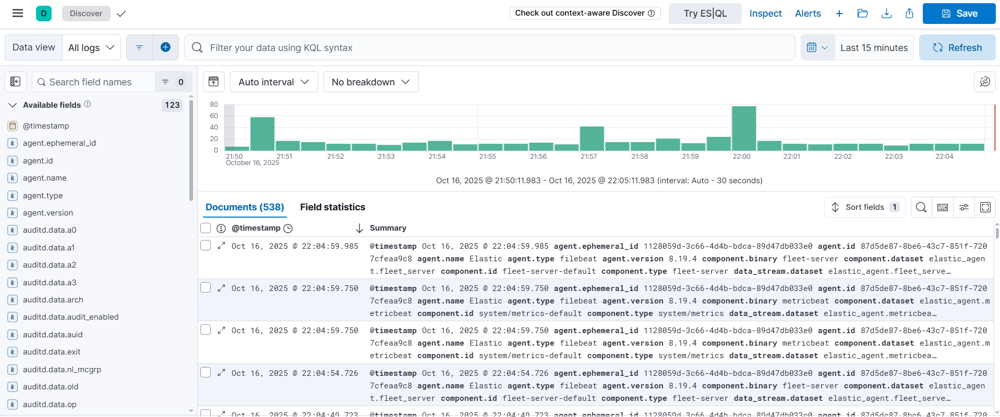 D Discover Check out context-aware Discover Try ES|QL Inspect Alerts Save
Data view All logs Filter your data using KQL syntax Last 15 minutes Refresh
Search field names 0
Available fields 123
@timestamp
k agent.ephemeral_id
k agent.id
k agent.name
k agent.type
k agent.version
k auditd.data.a0
k auditd.data.a1
k auditd.data.a2
k auditd.data.a3
k auditd.data.arch
k auditd.data.audit_enabled
k auditd.data.auid
k auditd.data.exit
k auditd.data.nl_mcgrp
k auditd.data.old
k auditd.data.op
Auto interval No breakdown
80
60
40
20
0
21:50 21:51 21:52 21:53 21:54 21:55 21:56 21:57 21:58 21:59 22:00 22:01 22:02 22:03 22:04
October 16, 2025
Oct 16, 2025 @ 21:50:11.983 - Oct 16, 2025 @ 22:05:11.983 (interval: Auto - 30 seconds)
Documents (538) Field statistics Sort fields 1
@timestamp Summary
Oct 16, 2025 @ 22:04:59.985 @timestamp Oct 16, 2025 @ 22:04:59.985 agent.ephemeral_id 1128059d-3c66-4d4b-bdca-89d47db033e0 agent.id 87d5de87-8be6-43c7-851f-720
7cfeaa9c8 agent.name Elastic agent.type filebeat agent.version 8.19.4 component.binary fleet-server component.dataset elastic_agen
t.fleet_server component.id fleet-server-default component.type fleet-server data_stream.dataset elastic_agent.fleet_serve…
Oct 16, 2025 @ 22:04:59.750 @timestamp Oct 16, 2025 @ 22:04:59.750 agent.ephemeral_id 1128059d-3c66-4d4b-bdca-89d47db033e0 agent.id 87d5de87-8be6-43c7-851f-720
7cfeaa9c8 agent.name Elastic agent.type filebeat agent.version 8.19.4 component.binary metricbeat component.dataset elastic_agent.m
etricbeat component.id system/metrics-default component.type system/metrics data_stream.dataset elastic_agent.metricbea…
Oct 16, 2025 @ 22:04:59.750 @timestamp Oct 16, 2025 @ 22:04:59.750 agent.ephemeral_id 1128059d-3c66-4d4b-bdca-89d47db033e0 agent.id 87d5de87-8be6-43c7-851f-720
7cfeaa9c8 agent.name Elastic agent.type filebeat agent.version 8.19.4 component.binary metricbeat component.dataset elastic_agent.m
etricbeat component.id system/metrics-default component.type system/metrics data_stream.dataset elastic_agent.metricbea…
Oct 16, 2025 @ 22:04:54.726 @timestamp Oct 16, 2025 @ 22:04:54.726 agent.ephemeral_id 1128059d-3c66-4d4b-bdca-89d47db033e0 agent.id 87d5de87-8be6-43c7-851f-720
7cfeaa9c8 agent.name Elastic agent.type filebeat agent.version 8.19.4 component.binary fleet-server component.dataset elastic_agen
t.fleet_server component.id fleet-server-default component.type fleet-server data_stream.dataset elastic_agent.fleet_serve…
Oct 16, 2025 @ 22:04:49.723 @timestamp Oct 16, 2025 @ 22:04:49.723 agent.ephemeral_id 1128059d-3c66-4d4b-bdca-89d47db033e0 agent.id 87d5de87-8be6-43c7-851f-720